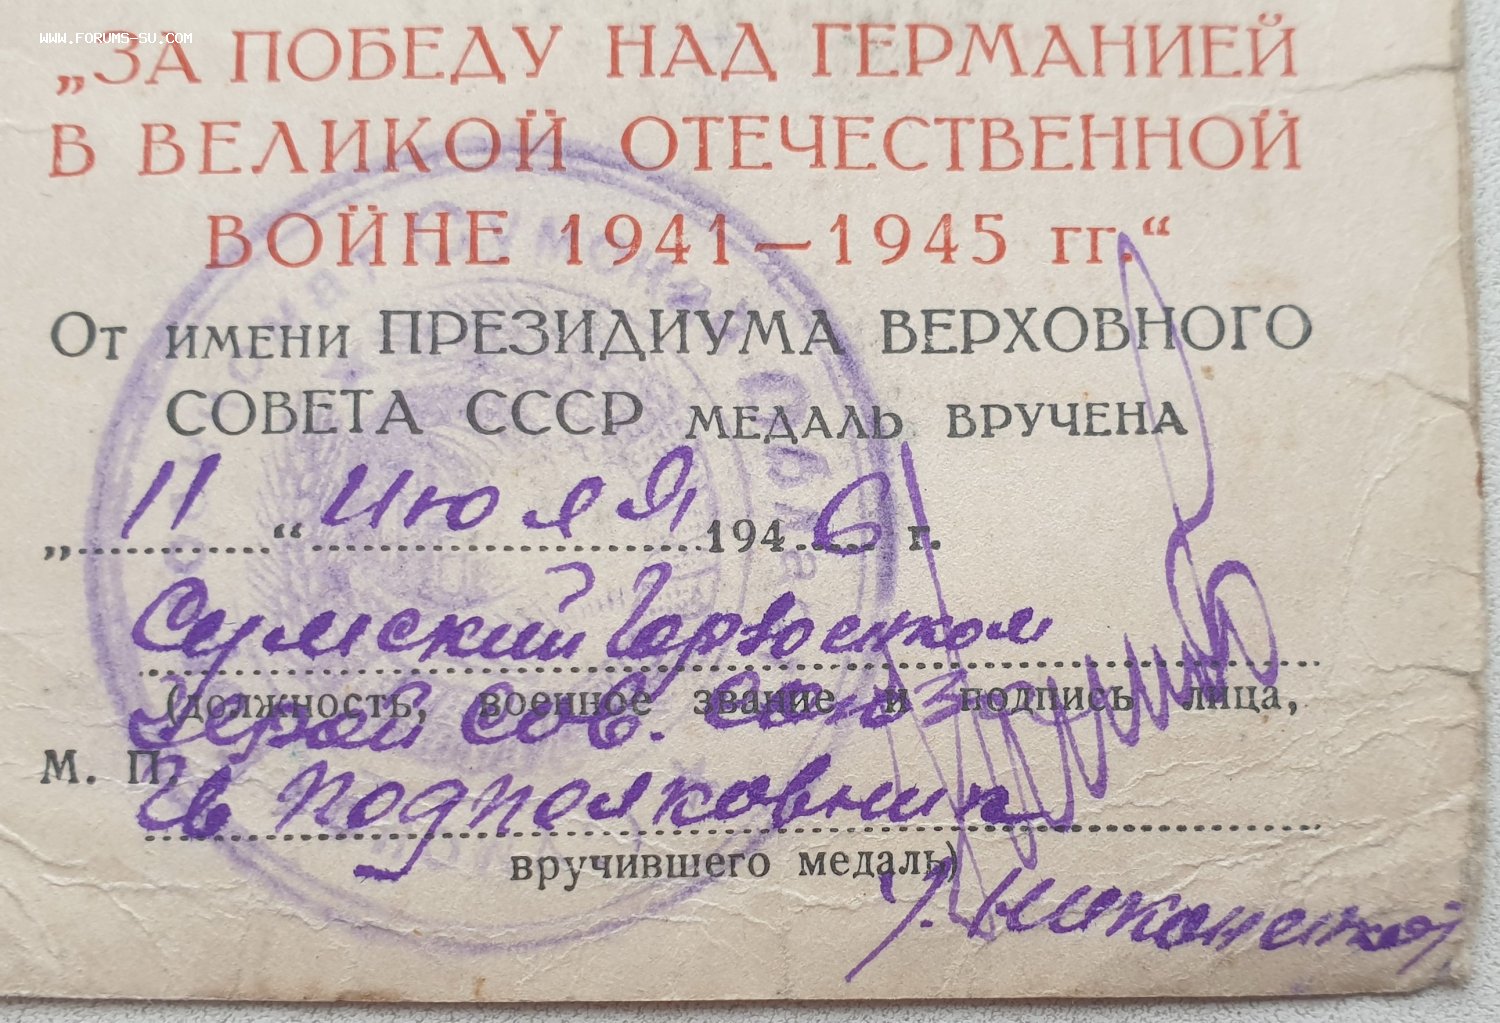 WWW.FORUMS-SU.COM
„ЗА ПОБЕДУ НАД ГЕРМАНИЕЙ
В ВЕЛИКОЙ ОТЕЧЕСТВЕННОЙ
ВОЙНЕ 1941—1945 гг.“
От имени ПРЕЗИДИУМА ВЕРХОВНОГО
СОВЕТА СССР медаль вручена
„11“ июля 1946 г.
Сумский Горвоенком
(должность, военное звание и подпись лица,
Герой Сов. Союз
М. П.
гв подполковник
вручившего медаль)